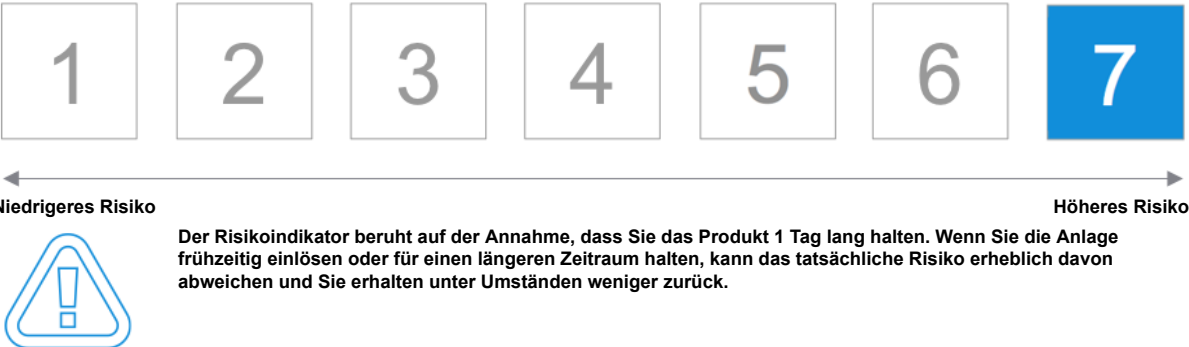 1 2 3 4 5 6 7
Niedrigeres Risiko Höheres Risiko
Der Risikoindikator beruht auf der Annahme, dass Sie das Produkt 1 Tag lang halten. Wenn Sie die Anlage
frühzeitig einlösen oder für einen längeren Zeitraum halten, kann das tatsächliche Risiko erheblich davon
abweichen und Sie erhalten unter Umständen weniger zurück.